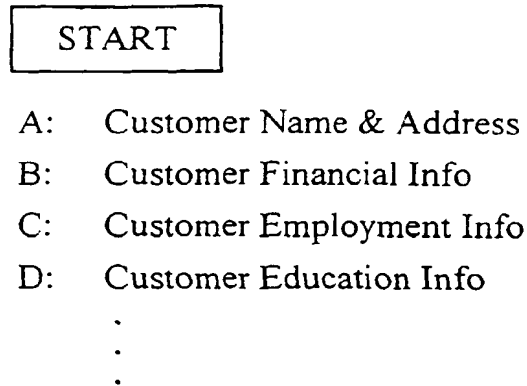 START
A: Customer Name & Address
B: Customer Financial Info
C: Customer Employment Info
D: Customer Education Info
.
.
.